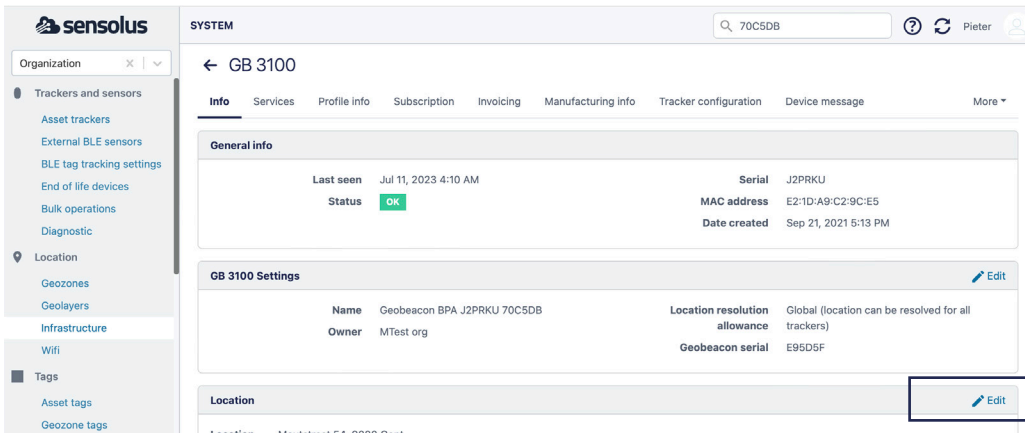 sensolus
SYSTEM
70C5DB
Pieter
Organization
GB 3100
Trackers and sensors
Asset trackers
External BLE sensors
BLE tag tracking settings
End of life devices
Bulk operations
Diagnostic
Location
Geozones
Geolayers
Infrastructure
Wifi
Tags
Asset tags
Geozone tags
Info Services Profile info Subscription Invoicing Manufacturing info Tracker configuration Device message More
General info
Last seen Jul 11, 2023 4:10 AM
Status OK
Serial J2PRKU
MAC address E2:1D:A9:C2:9C:E5
Date created Sep 21, 2021 5:13 PM
GB 3100 Settings Edit
Name Geobeacon BPA J2PRKU 70C5DB
Owner MTest org
Location resolution allowance Global (location can be resolved for all trackers)
Geobeacon serial E95D5F
Location Edit